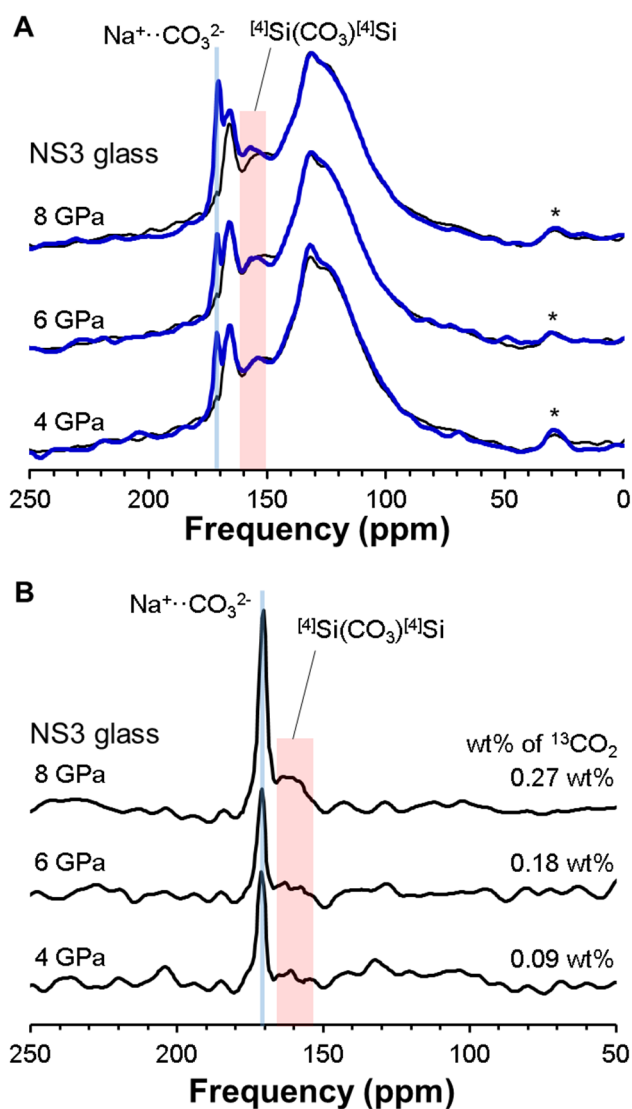 A
Na⁺··CO₃²⁻
[4]Si(CO₃)[4]Si
NS3 glass
8 GPa
*
6 GPa
*
4 GPa
*
250 200 150 100 50 0
Frequency (ppm)
B
Na⁺··CO₃²⁻
[4]Si(CO₃)[4]Si
NS3 glass
wt% of ¹³CO₂
8 GPa 0.27 wt%
6 GPa 0.18 wt%
4 GPa 0.09 wt%
250 200 150 100 50
Frequency (ppm)